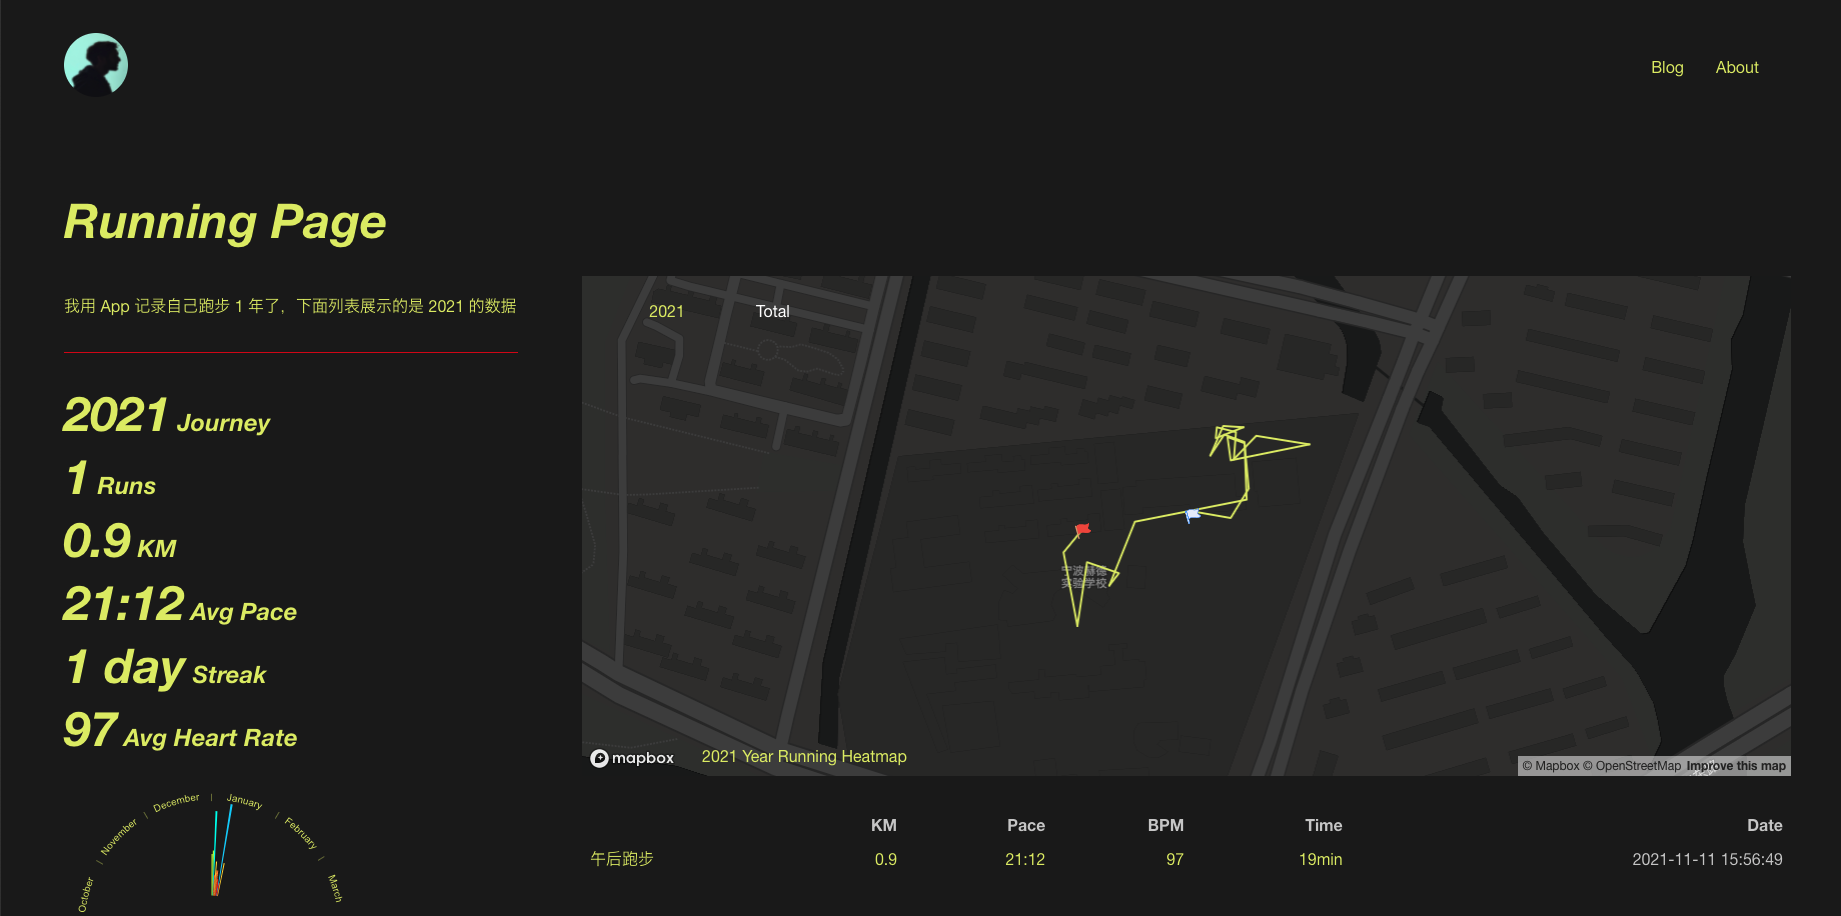 Blog
About
Running Page
我用 App 记录自己跑步 1 年了，下面列表展示的是 2021 的数据
2021 Journey
1 Runs
0.9 KM
21:12 Avg Pace
1 day Streak
97 Avg Heart Rate
October
November
December
January
February
March
2021
Total
宁波赫德
实验学校
mapbox
2021 Year Running Heatmap
© Mapbox © OpenStreetMap Improve this map
KM Pace BPM Time Date
午后跑步 0.9 21:12 97 19min 2021-11-11 15:56:49